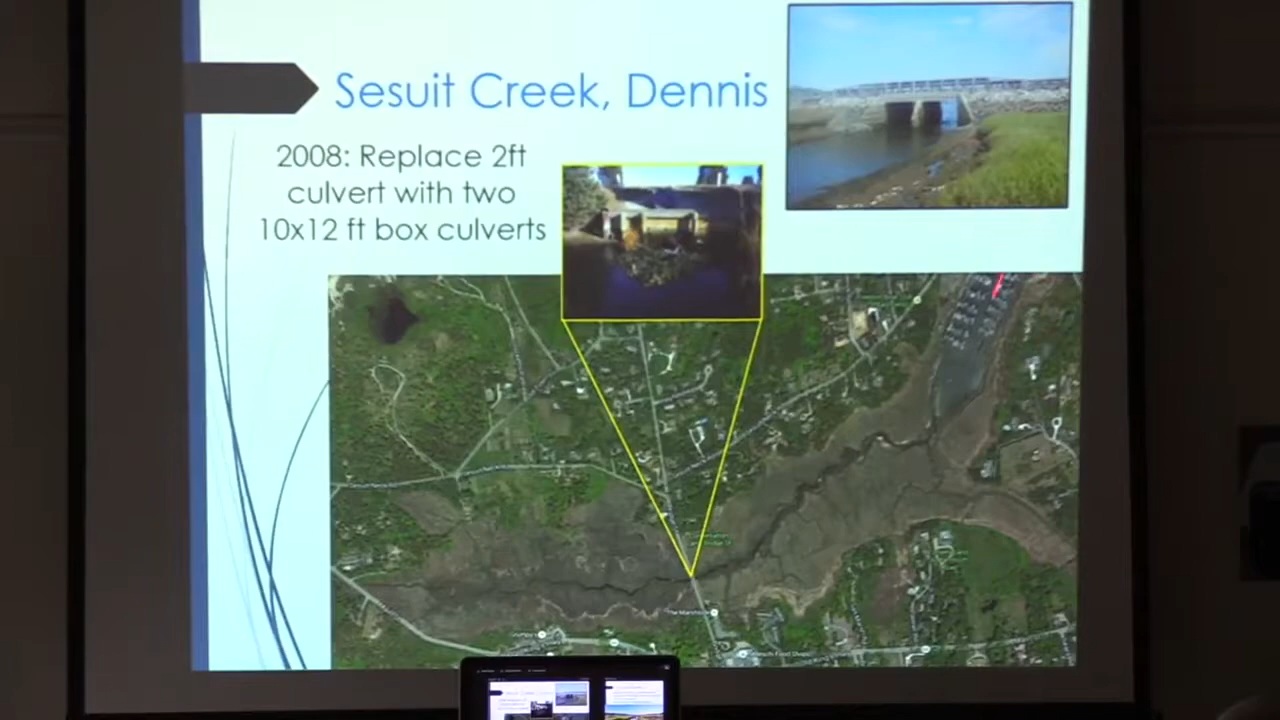 Sesuit Creek, Dennis
2008: Replace 2ft
culvert with two
10x12 ft box culverts